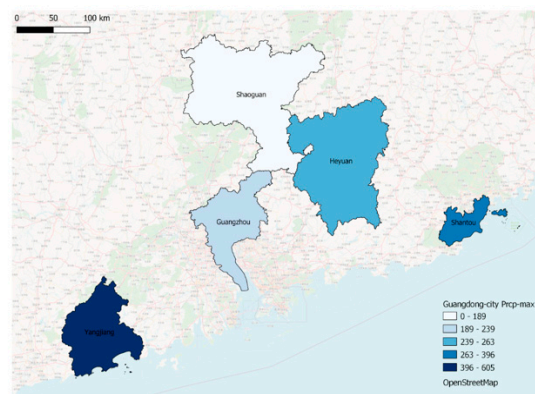 0 50 100 km
Shaoguan
Heyuan
Guangzhou
Shantou
Yangjiang
Guangdong-city Prcp-max
0 - 189
189 - 239
239 - 263
263 - 396
396 - 605
OpenStreetMap